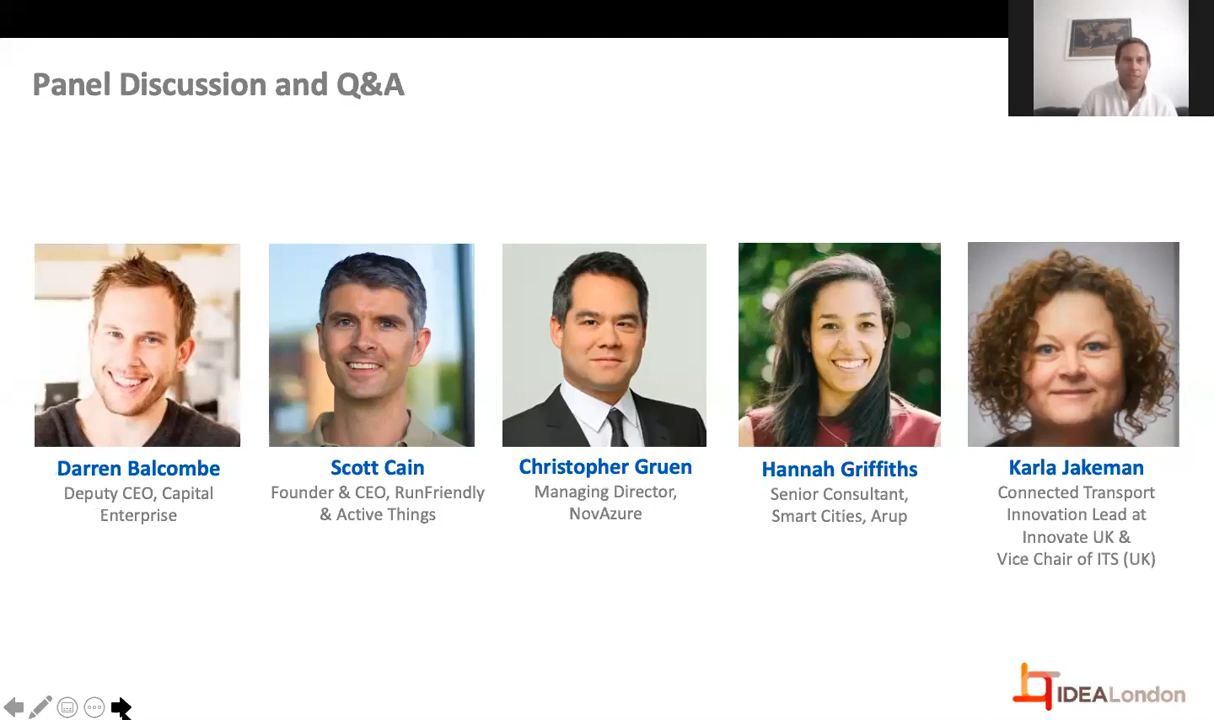 Panel Discussion and Q&A
Darren Balcombe
Deputy CEO, Capital
Enterprise
Scott Cain
Founder & CEO, RunFriendly
& Active Things
Christopher Gruen
Managing Director,
NovAzure
Hannah Griffiths
Senior Consultant,
Smart Cities, Arup
Karla Jakeman
Connected Transport
Innovation Lead at
Innovate UK &
Vice Chair of ITS (UK)
IDEALondon